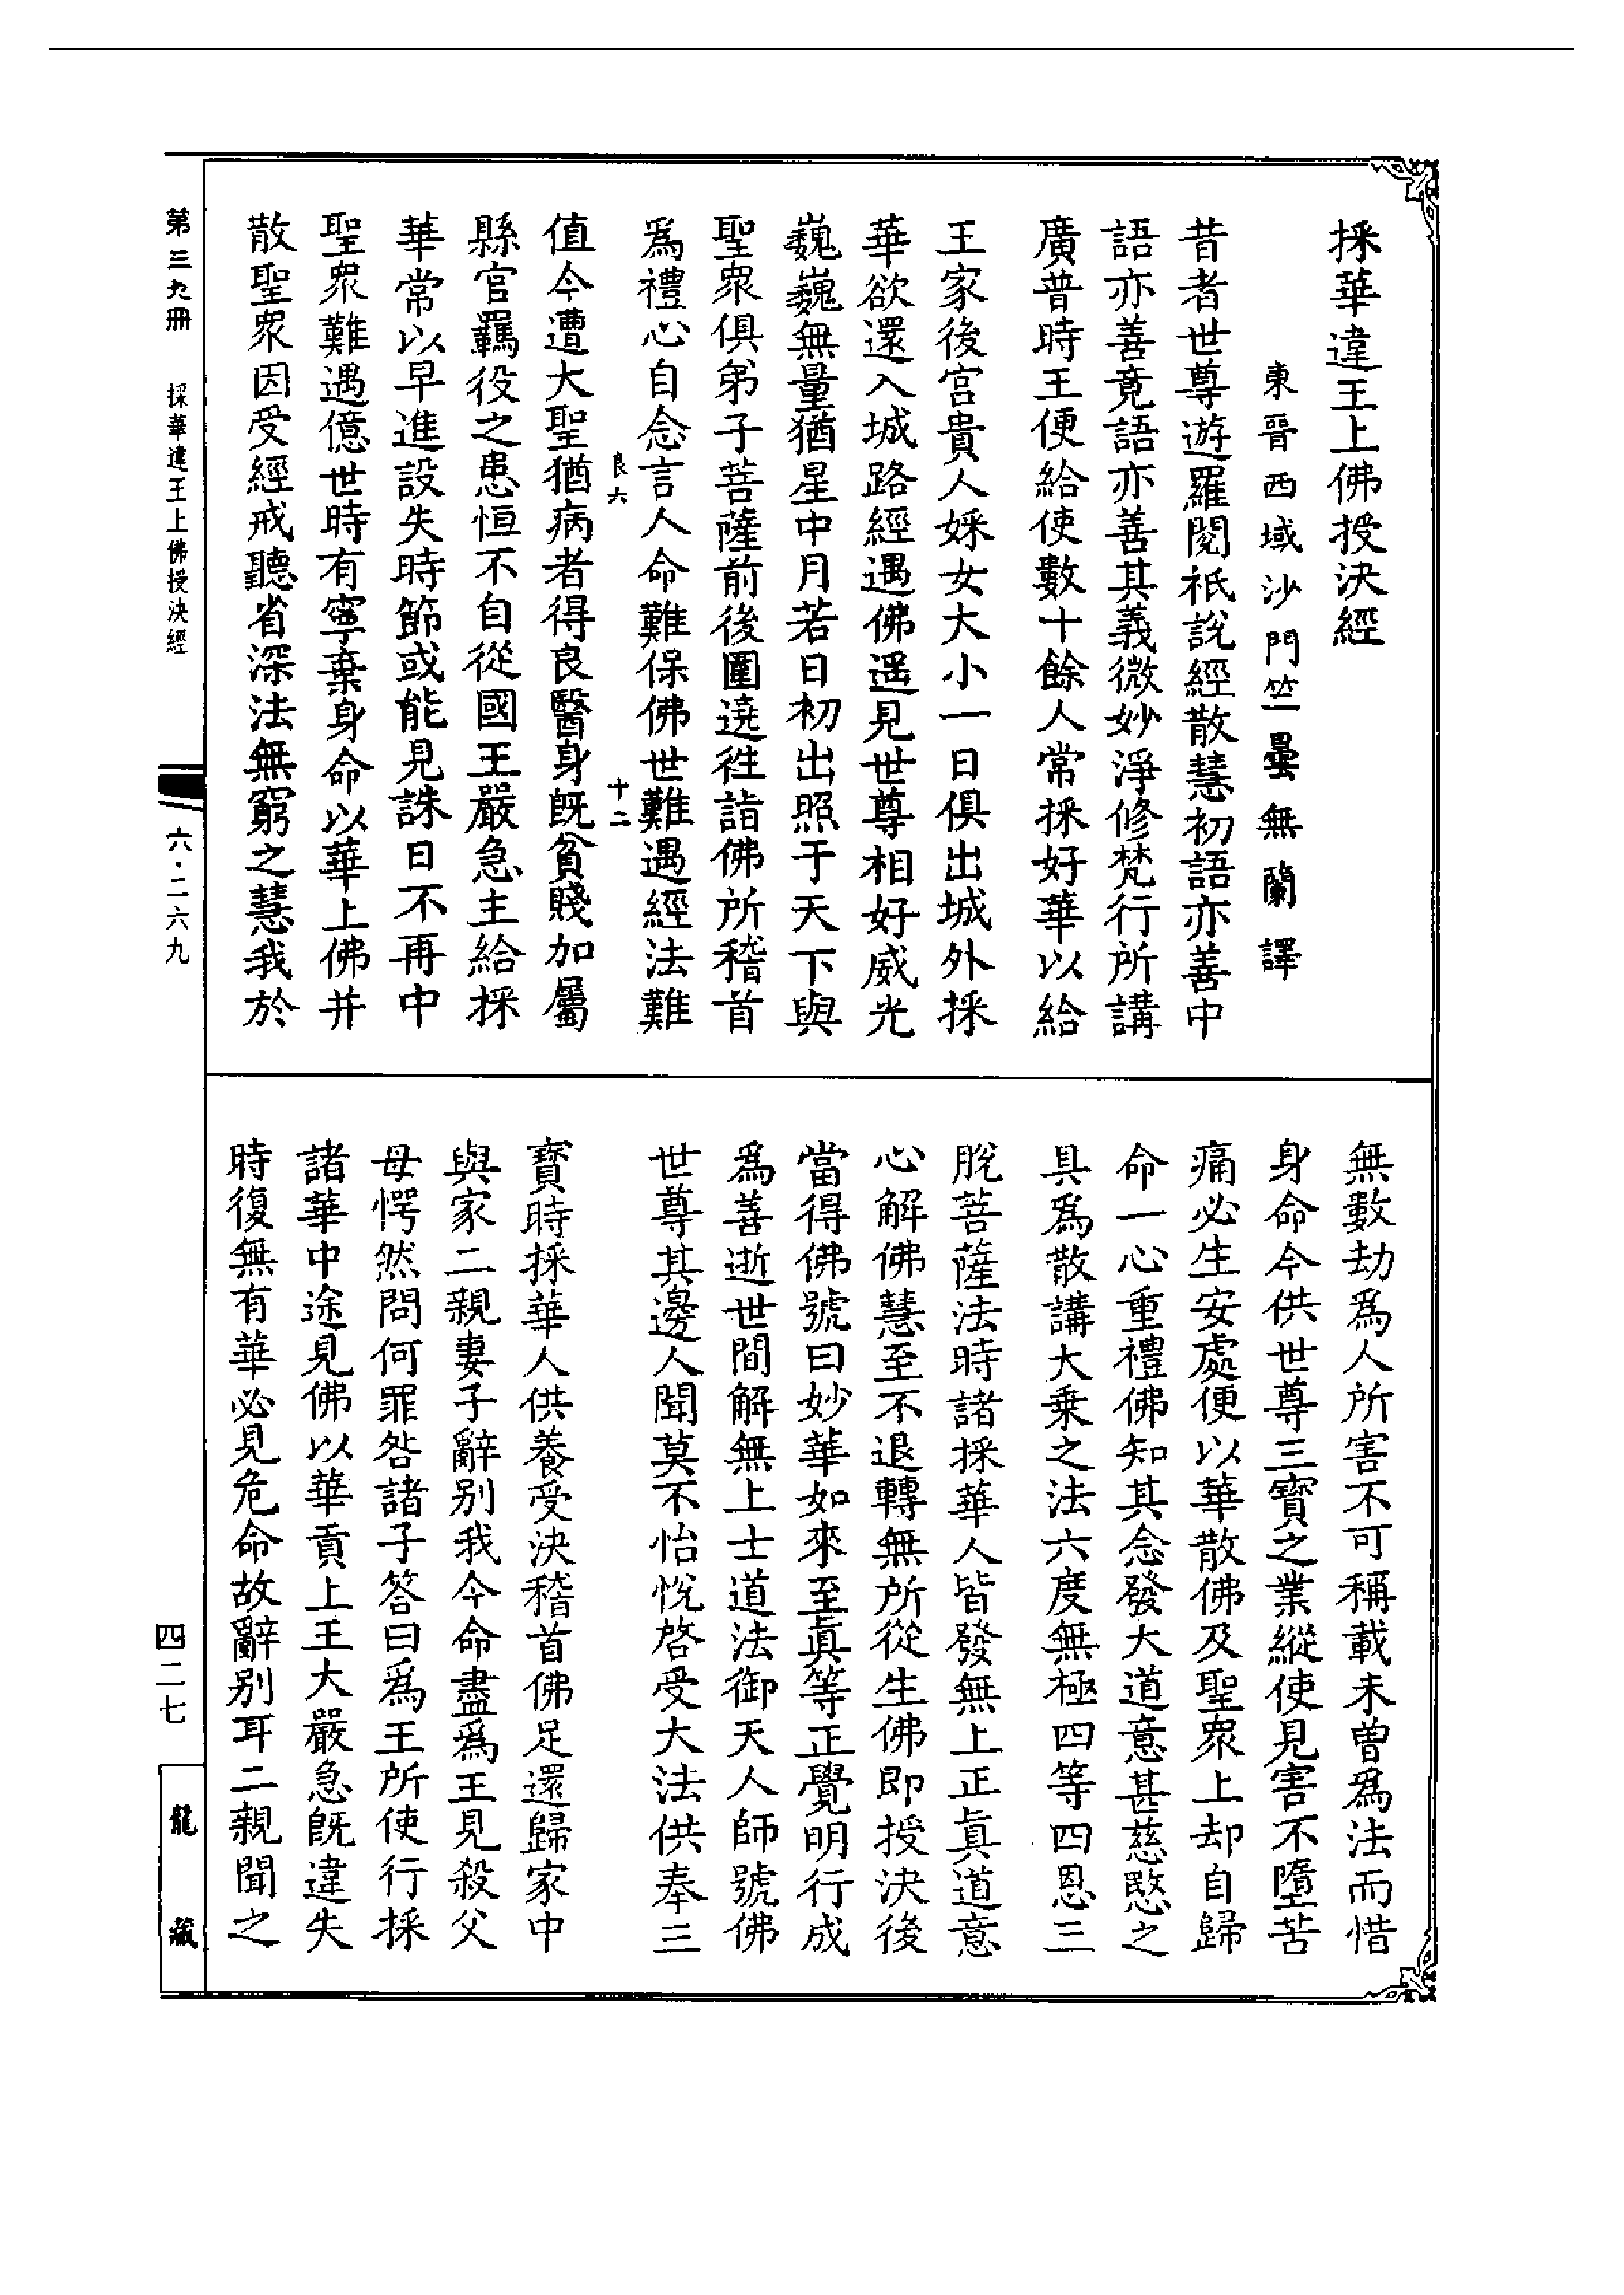 採華違王上佛授決經
東晉西域沙門竺曇無蘭譯
昔者世尊遊羅閱祇說經散慧初語亦善中
語亦善竟語亦善其義微妙淨修梵行所講
廣普時王便給使數十餘人常採好華以給
王家後宮貴人婇女大小一日俱出城外採
華欲還入城路經遇佛遥見世尊相好威光
巍巍無量猶星中月若日初出照于天下與
聖衆俱弟子菩薩前後圍遶徃詣佛所稽首
爲禮心自念言人命難保佛世難遇經法難
良六 十二
值今遭大聖猶病者得良醫身既貧賤加屬
縣官羈役之患恒不自從國王嚴急主給採
華常以早進設失時節或能見誅日不再中
聖衆難遇億世時有寧棄身命以華上佛并
散聖衆因受經戒聽省深法無窮之慧我於
無數劫爲人所害不可稱載未曽爲法而惜
身命今供世尊三寶之業縱使見害不墮苦
痛必生安處便以華散佛及聖衆上却自歸
命一心重禮佛知其念發大道意甚慈愍之
具爲散講大乗之法六度無極四等四恩三
脫菩薩法時諸採華人皆發無上正眞道意
心解佛慧至不退轉無所從生佛即授決後
當得佛號曰妙華如來至眞等正覺明行成
爲善逝世間解無上士道法御天人師號佛
世尊其邊人聞莫不怡悅啓受大法供奉三
寶時採華人供養受決稽首佛足還歸家中
與家二親妻子辭别我今命盡爲王見殺父
母愕然問何罪咎諸子答曰爲王所使行採
諸華中途見佛以華貢上王大嚴急既違失
時復無有華必見危命故辭别耳二親聞之
第三九冊 採華違王上佛授決經 六·二六九
四二七
龍藏